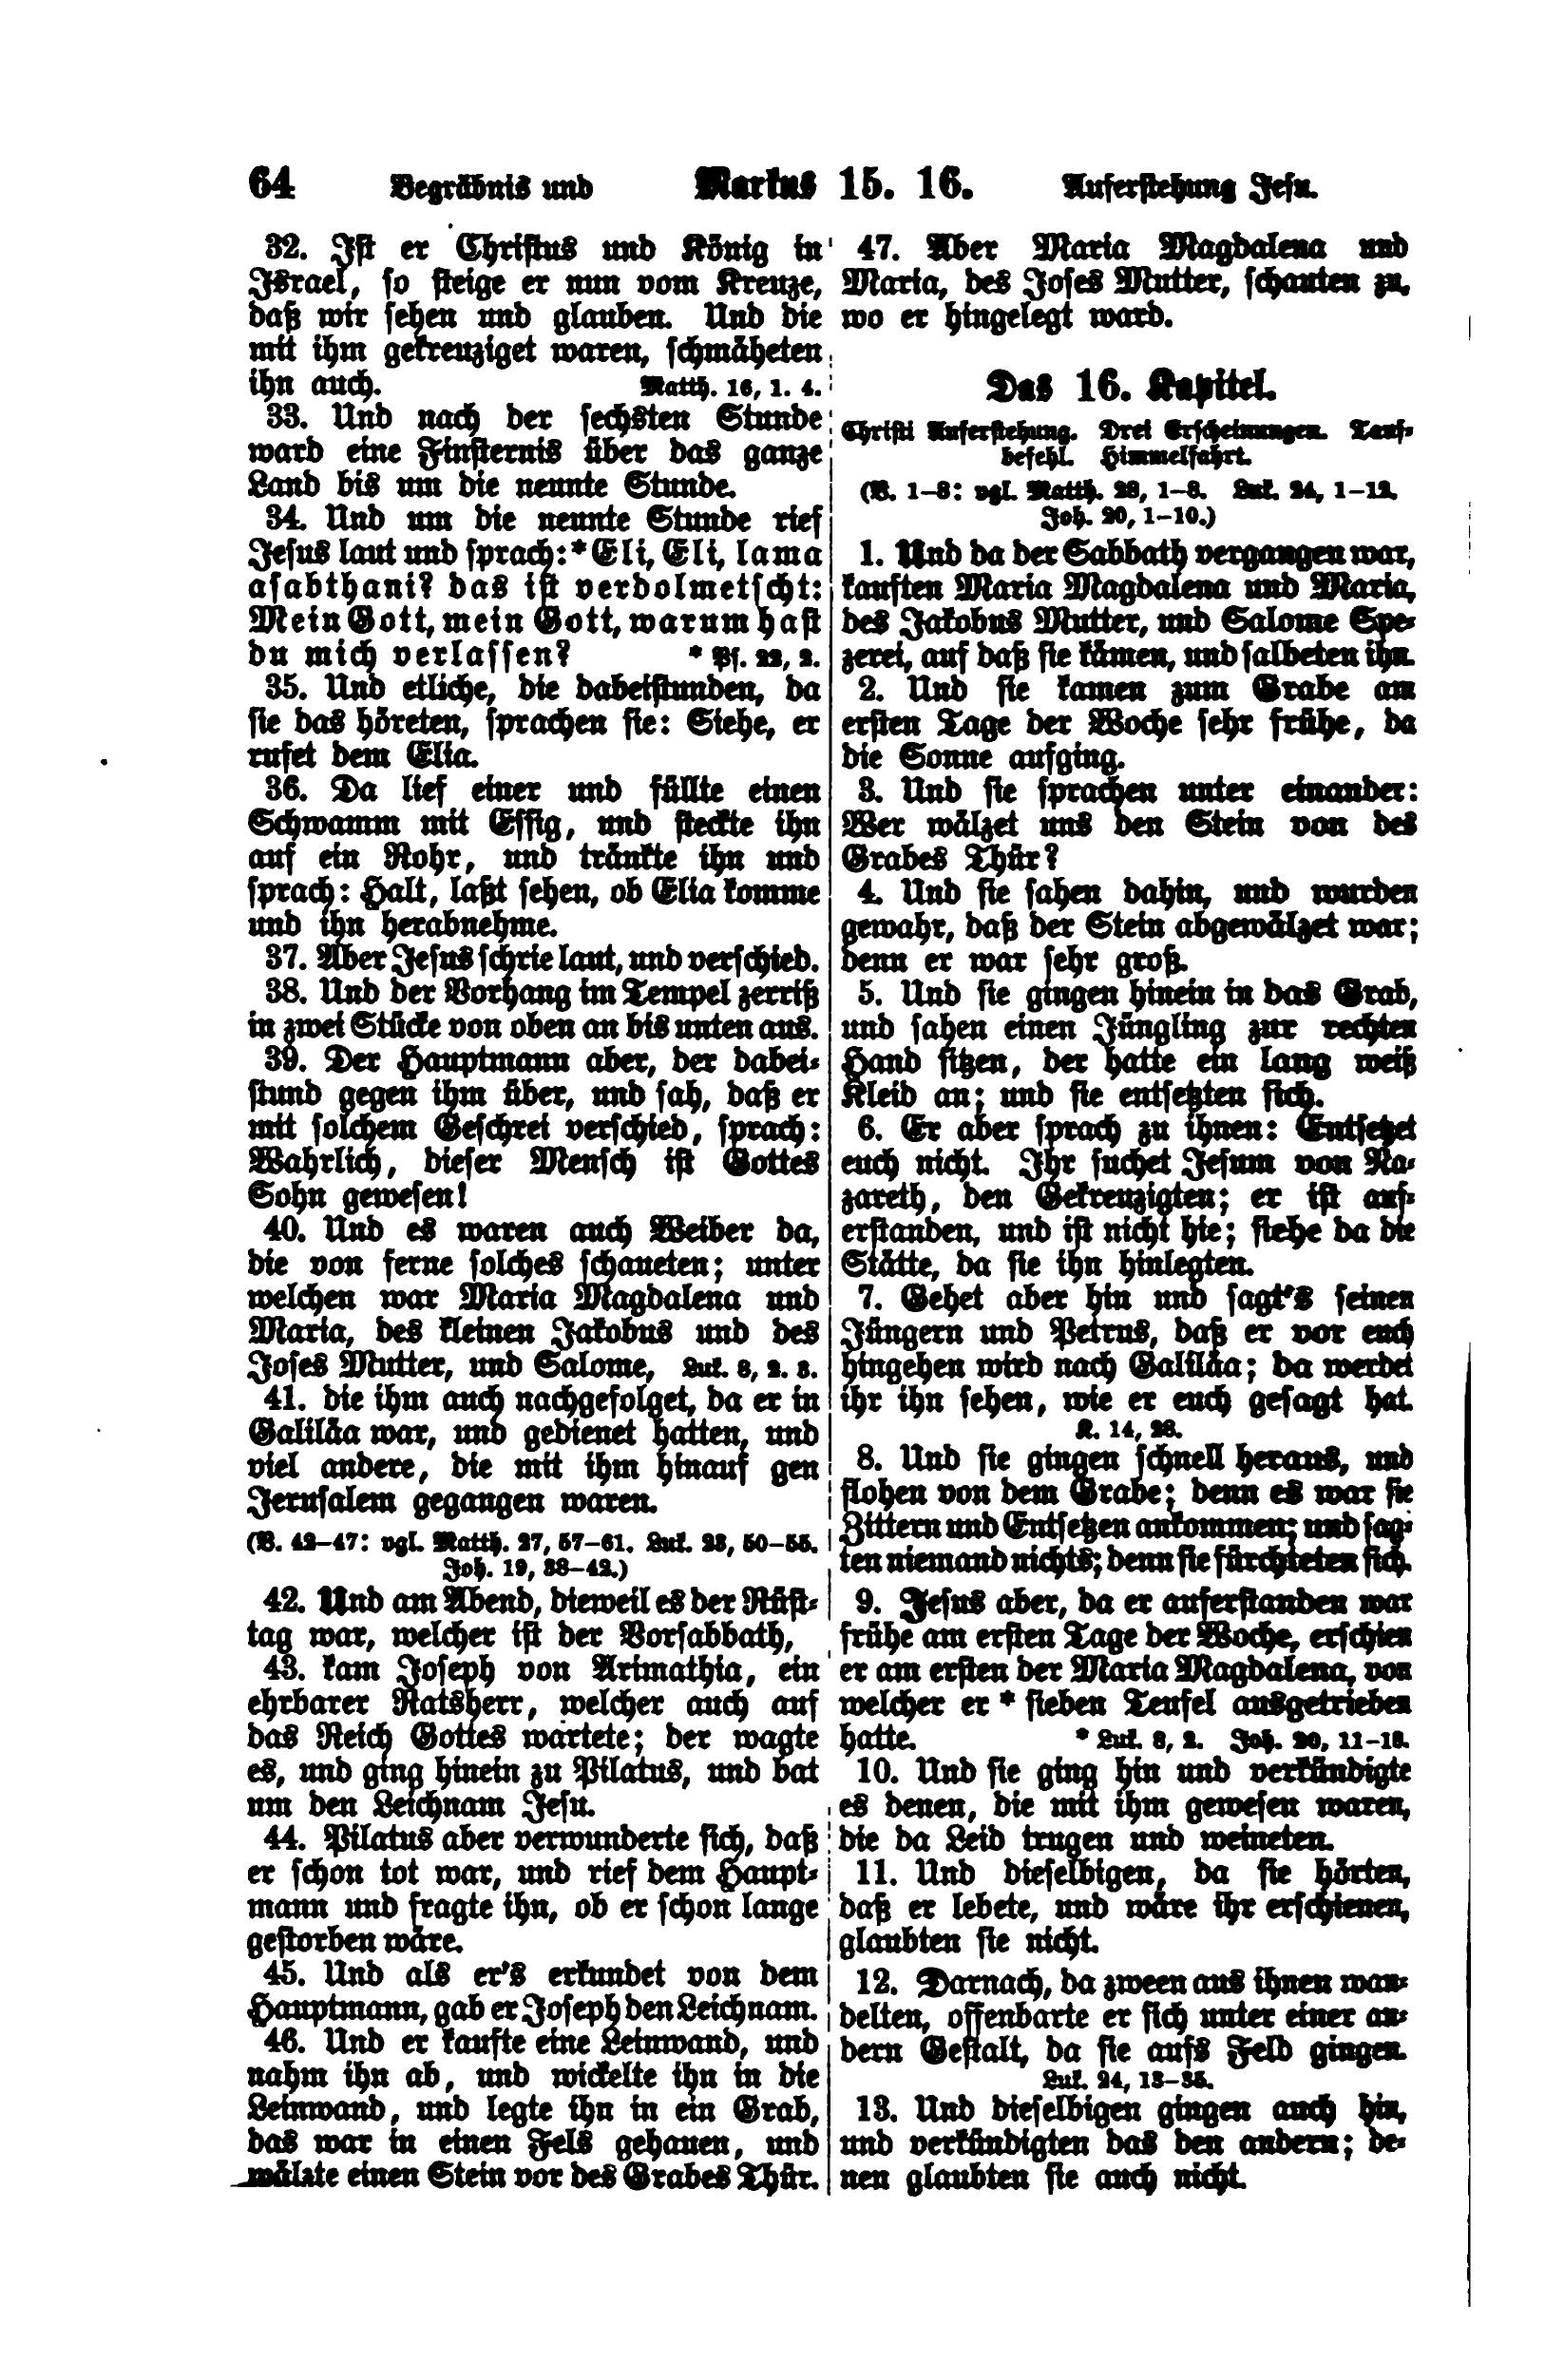 64 Begräbnis und Markus 15. 16. Auferstehung Jesu.
32. Ist er Christus und König in
Israel, so steige er nun vom Kreuze,
daß wir sehen und glauben. Und die
mit ihm gekreuziget waren, schmäheten
ihn auch. Matth. 16, 1. 4.
33. Und nach der sechsten Stunde
ward eine Finsternis über das ganze
Land bis um die neunte Stunde.
34. Und um die neunte Stunde rief
Jesus laut und sprach:* Eli, Eli, lama
asabthani? das ist verdolmetscht:
Mein Gott, mein Gott, warum hast
du mich verlassen? * Ps. 22, 2.
35. Und etliche, die dabeistunden, da
sie das höreten, sprachen sie: Siehe, er
rufet dem Elia.
36. Da lief einer und füllte einen
Schwamm mit Essig, und steckte ihn
auf ein Rohr, und tränkte ihn und
sprach: Halt, laßt sehen, ob Elia komme
und ihn herabnehme.
37. Aber Jesus schrie laut, und verschied.
38. Und der Vorhang im Tempel zerriß
in zwei Stücke von oben an bis unten aus.
39. Der Hauptmann aber, der dabei-
stund gegen ihm über, und sah, daß er
mit solchem Geschrei verschied, sprach:
Wahrlich, dieser Mensch ist Gottes
Sohn gewesen!
40. Und es waren auch Weiber da,
die von ferne solches schaueten; unter
welchen war Maria Magdalena und
Maria, des kleinen Jakobus und des
Joses Mutter, und Salome, Luk. 8, 2. 3.
41. die ihm auch nachgefolget, da er in
Galiläa war, und gedienet hatten, und
viel andere, die mit ihm hinauf gen
Jerusalem gegangen waren.
(V. 42–47: vgl. Matth. 27, 57–61. Luk. 23, 50–55.
Joh. 19, 38–42.)
42. Und am Abend, dieweil es der Rüst-
tag war, welcher ist der Vorsabbath,
43. kam Joseph von Arimathia, ein
ehrbarer Ratsherr, welcher auch auf
das Reich Gottes wartete; der wagte
es, und ging hinein zu Pilatus, und bat
um den Leichnam Jesu.
44. Pilatus aber verwunderte sich, daß
er schon tot war, und rief dem Haupt-
mann und fragte ihn, ob er schon lange
gestorben wäre.
45. Und als er's erkundet von dem
Hauptmann, gab er Joseph den Leichnam.
46. Und er kaufte eine Leinwand, und
nahm ihn ab, und wickelte ihn in die
Leinwand, und legte ihn in ein Grab,
das war in einen Fels gehauen, und
wälzte einen Stein vor des Grabes Thür.
47. Aber Maria Magdalena und
Maria, des Joses Mutter, schauten zu,
wo er hingelegt ward.
Das 16. Kapitel.
Christi Auferstehung. Drei Erscheinungen. Tauf-
befehl. Himmelfahrt.
(V. 1–8: vgl. Matth. 28, 1–8. Luk. 24, 1–12.
Joh. 20, 1–10.)
1. Und da der Sabbath vergangen war,
kauften Maria Magdalena und Maria,
des Jakobus Mutter, und Salome Spe-
zerei, auf daß sie kämen, und salbeten ihn.
2. Und sie kamen zum Grabe am
ersten Tage der Woche sehr frühe, da
die Sonne aufging.
3. Und sie sprachen unter einander:
Wer wälzet uns den Stein von des
Grabes Thür?
4. Und sie sahen dahin, und wurden
gewahr, daß der Stein abgewälzet war;
denn er war sehr groß.
5. Und sie gingen hinein in das Grab,
und sahen einen Jüngling zur rechten
Hand sitzen, der hatte ein lang weiß
Kleid an; und sie entsetzten sich.
6. Er aber sprach zu ihnen: Entsetzet
euch nicht. Ihr suchet Jesum von Na-
zareth, den Gekreuzigten; er ist auf-
erstanden, und ist nicht hie; siehe da die
Stätte, da sie ihn hinlegten.
7. Gehet aber hin und sagt's seinen
Jüngern und Petrus, daß er vor euch
hingehen wird nach Galiläa; da werdet
ihr ihn sehen, wie er euch gesagt hat.
K. 14, 28.
8. Und sie gingen schnell heraus, und
flohen von dem Grabe; denn es war sie
Zittern und Entsetzen ankommen; und sag-
ten niemand nichts; denn sie fürchteten sich.
9. Jesus aber, da er auferstanden war
frühe am ersten Tage der Woche, erschien
er am ersten der Maria Magdalena, von
welcher er * sieben Teufel ausgetrieben
hatte. * Luk. 8, 2. Joh. 20, 11–18.
10. Und sie ging hin und verkündigte
es denen, die mit ihm gewesen waren,
die da Leid trugen und weineten.
11. Und dieselbigen, da sie hörten,
daß er lebete, und wäre ihr erschienen,
glaubten sie nicht.
12. Darnach, da zween aus ihnen wan-
delten, offenbarte er sich unter einer an-
dern Gestalt, da sie aufs Feld gingen.
Luk. 24, 13–35.
13. Und dieselbigen gingen auch hin,
und verkündigten das den andern; de-
nen glaubten sie auch nicht.